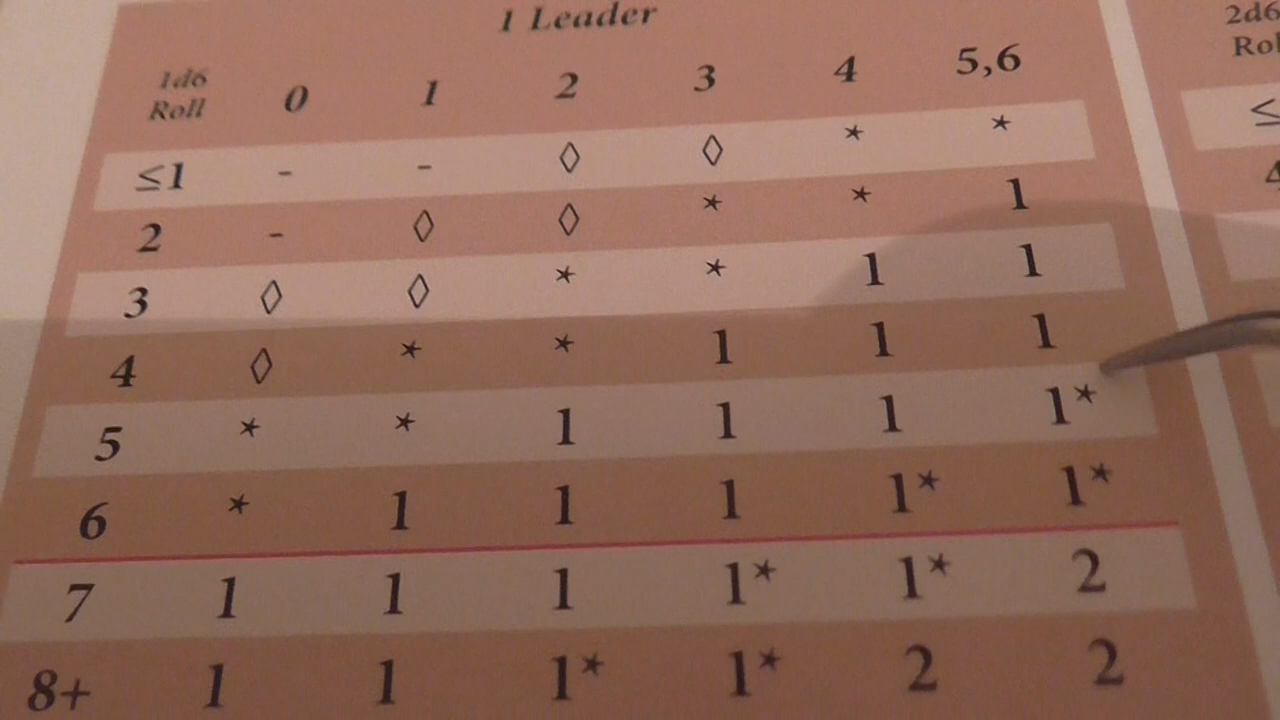 1 Leader
1d6 Roll 0 1 2 3 4 5,6
≤1 - - ◊ ◊ * *
2 - ◊ ◊ * * 1
3 ◊ ◊ * * 1 1
4 ◊ * * 1 1 1
5 * * 1 1 1 1*
6 * 1 1 1 1* 1*
7 1 1 1 1* 1* 2
8+ 1 1 1* 1* 2 2
2d6
≤